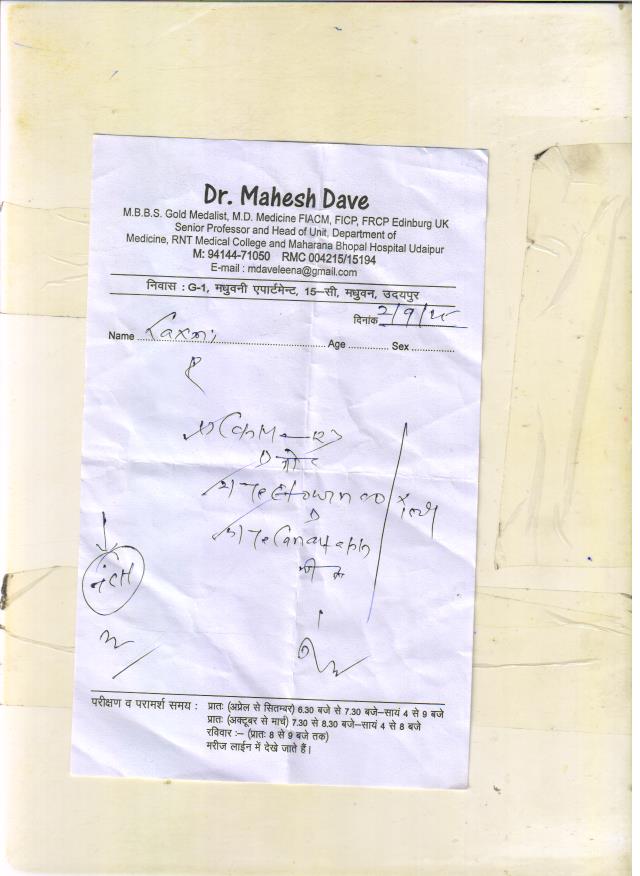 Dr. Mahesh Dave
M.B.B.S. Gold Medalist, M.D. Medicine FIACM, FICP, FRCP Edinburg UK
Senior Professor and Head of Unit, Department of
Medicine, RNT Medical College and Maharana Bhopal Hospital Udaipur
M: 94144-71050 RMC 004215/15194
E-mail : mdaveleena@gmail.com
निवास : G-1, मधुवनी एपार्टमेन्ट, 15–सी, मधुवन, उदयपुर
दिनांक 2/9/
Name Laxmi Age Sex
परीक्षण व परामर्श समय : प्रातः (अप्रेल से सितम्बर) 6.30 बजे से 7.30 बजे–सायं 4 से 9 बजे
प्रातः (अक्टूबर से मार्च) 7.30 से 8.30 बजे–सायं 4 से 8 बजे
रविवार :– (प्रातः 8 से 9 बजे तक)
मरीज लाईन में देखे जाते हैं।